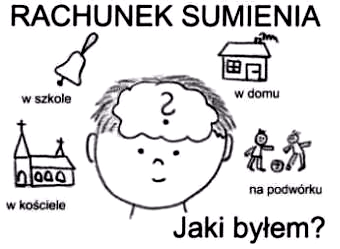 RACHUNEK SUMIENIA
w szkole
w domu
?
w kościele
na podwórku
Jaki byłem?